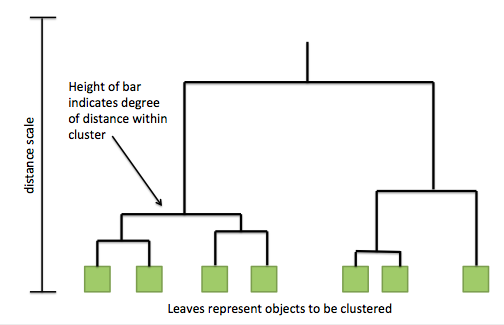 Height of bar
indicates degree
of distance within
cluster
distance scale
Leaves represent objects to be clustered